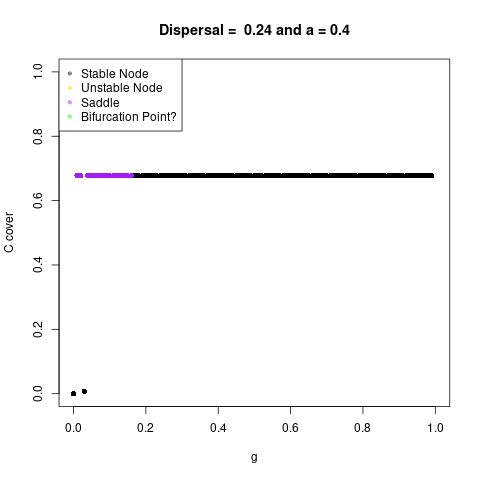 Dispersal =  0.24 and a = 0.4
Stable Node
Unstable Node
Saddle
Bifurcation Point?
C cover
1.0
0.8
0.6
0.4
0.2
0.0
0.0 0.2 0.4 0.6 0.8 1.0
g